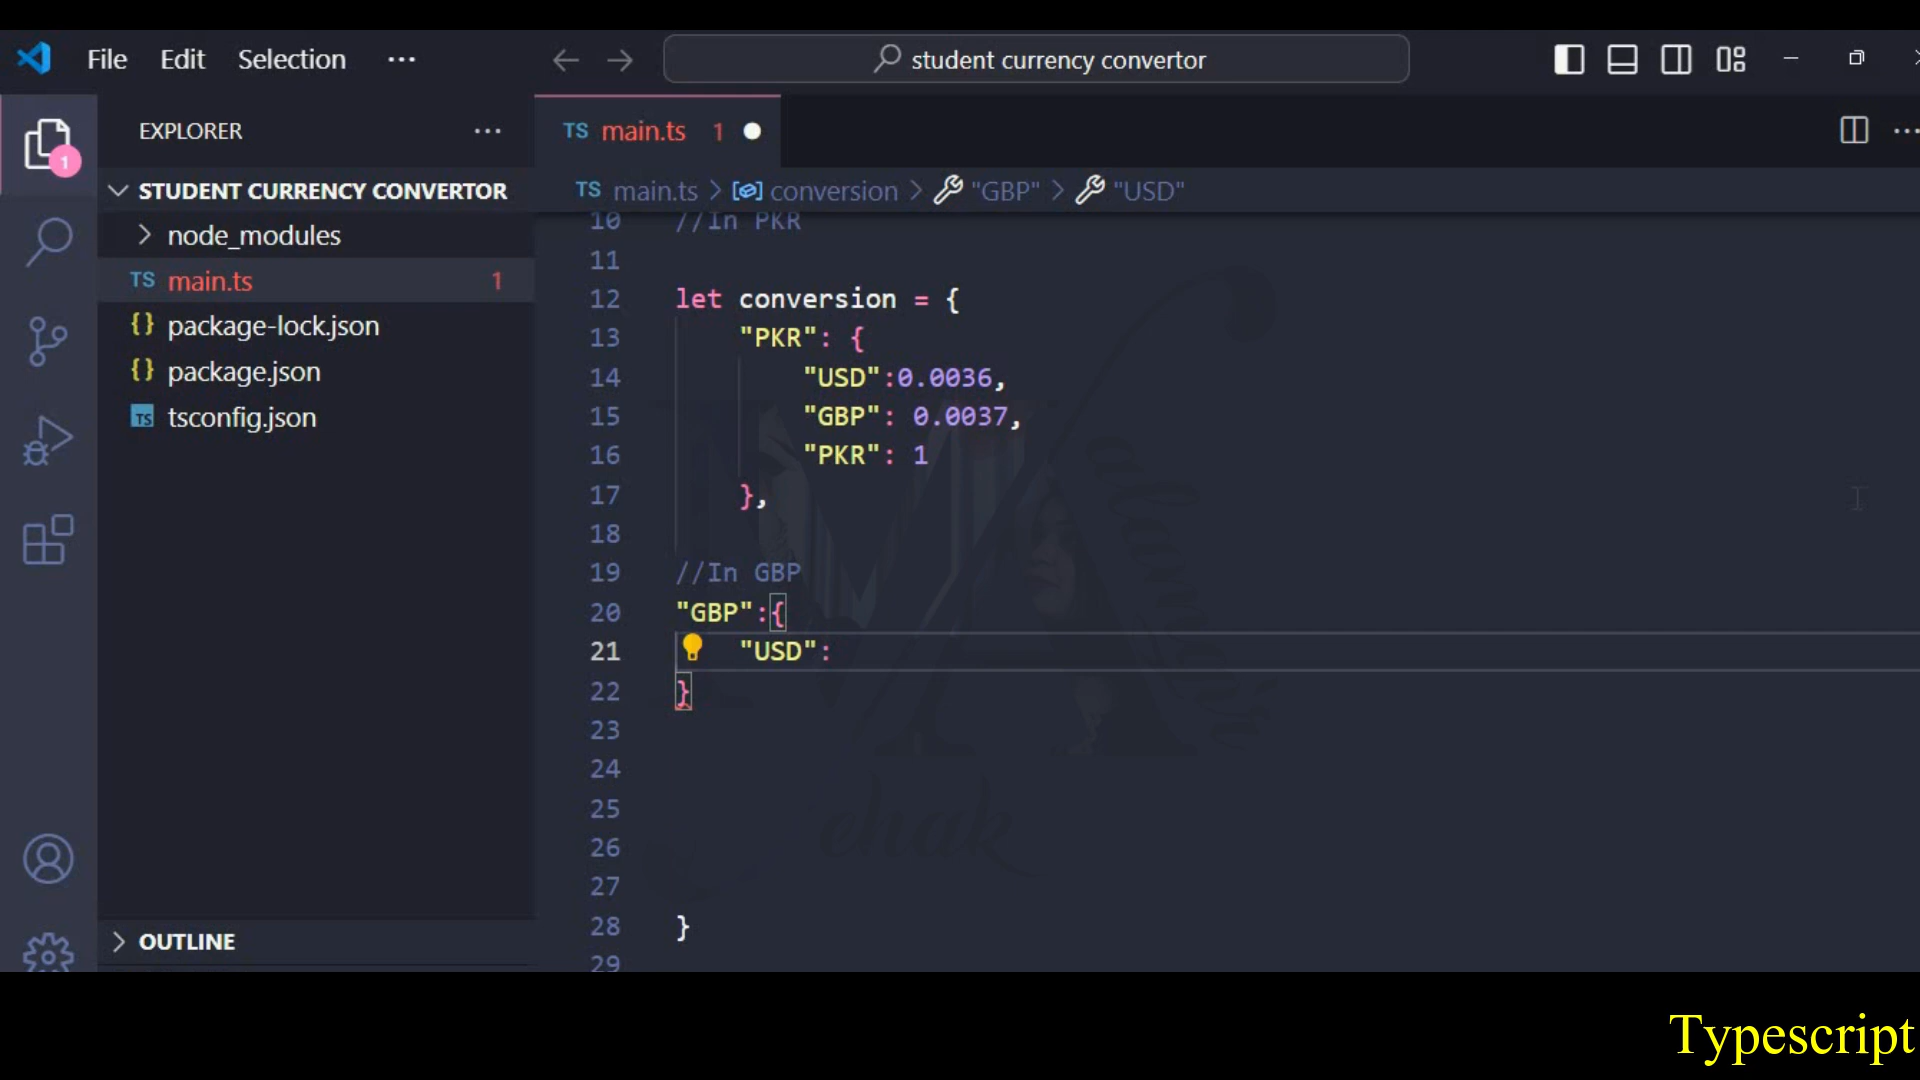 File Edit Selection ···
student currency convertor
EXPLORER ···
TS main.ts 1
1
STUDENT CURRENCY CONVERTOR
TS main.ts > conversion > "GBP" > "USD"
node_modules
TS main.ts 1
{} package-lock.json
{} package.json
TS tsconfig.json
10 //In PKR
11
12 let conversion = {
13 "PKR": {
14 "USD":0.0036,
15 "GBP": 0.0037,
16 "PKR": 1
17 },
18
19 //In GBP
20 "GBP":{
21 "USD":
22 }
23
24
25
26
27
28 }
29
OUTLINE
ehak
Typescript